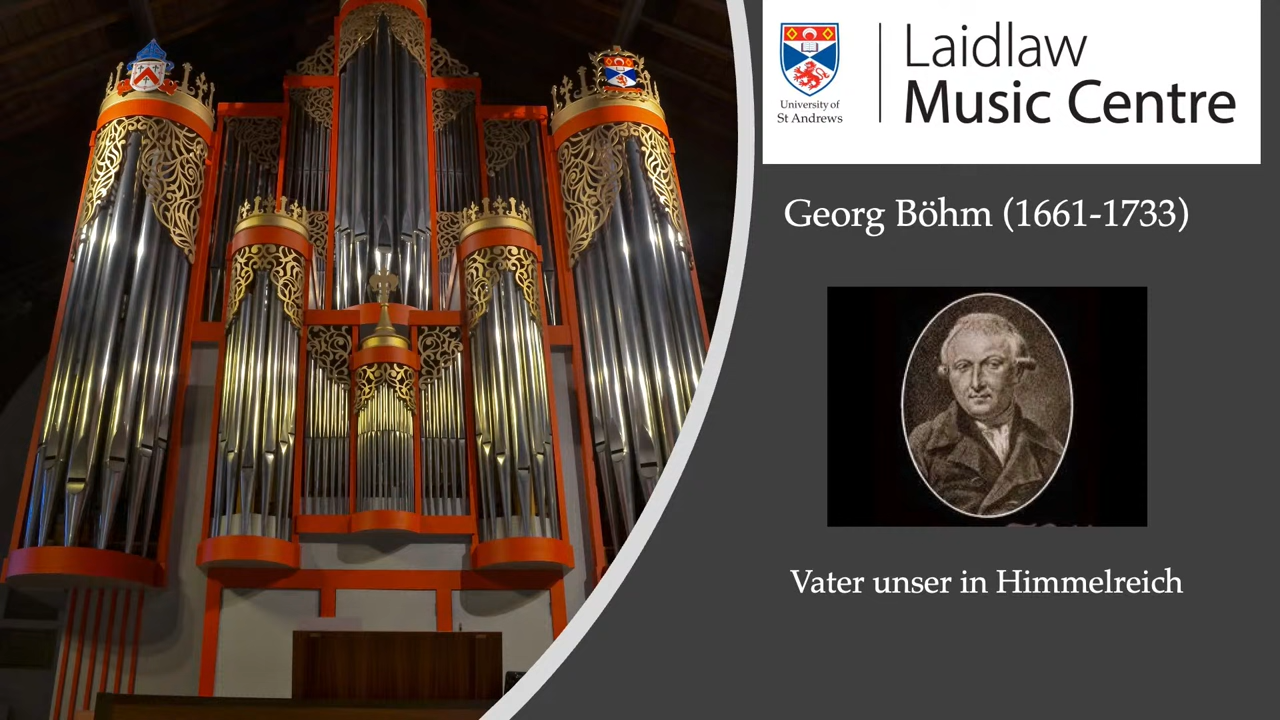 University of
St Andrews
Laidlaw
Music Centre
Georg Böhm (1661-1733)
Vater unser in Himmelreich